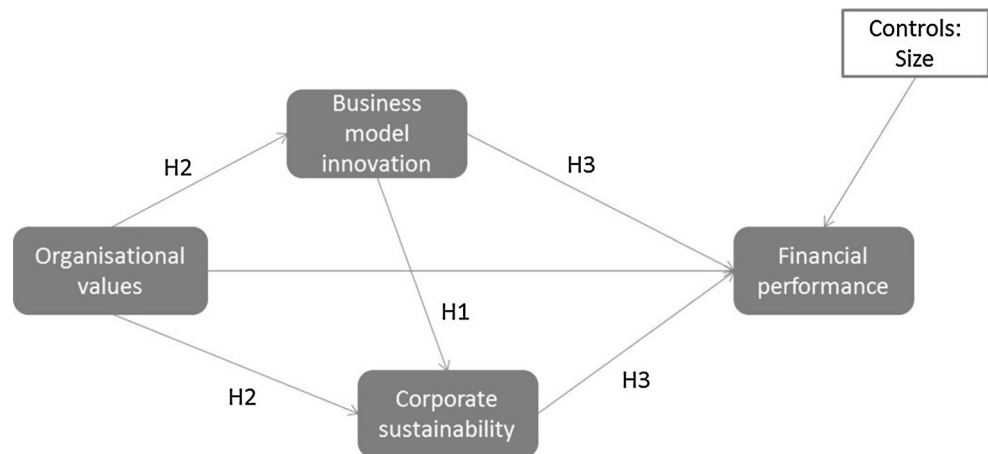 Controls:
Size
Business
model
innovation
H2
H3
Organisational
values
Financial
performance
H1
H2
H3
Corporate
sustainability